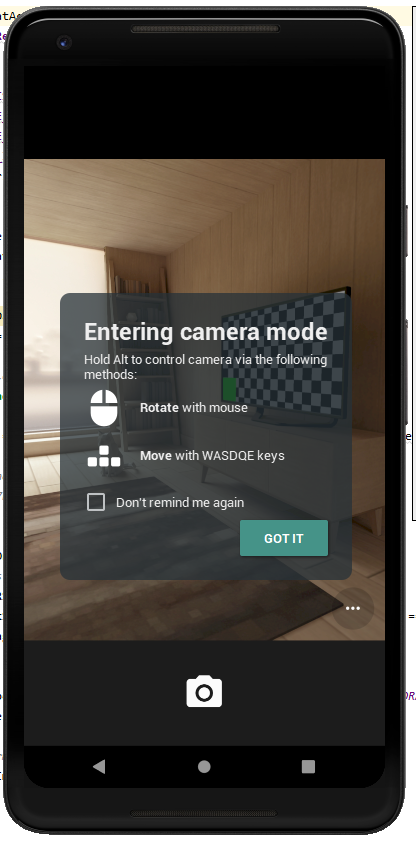 Entering camera mode
Hold Alt to control camera via the following
methods:
Rotate with mouse
Move with WASDQE keys
Don't remind me again
GOT IT